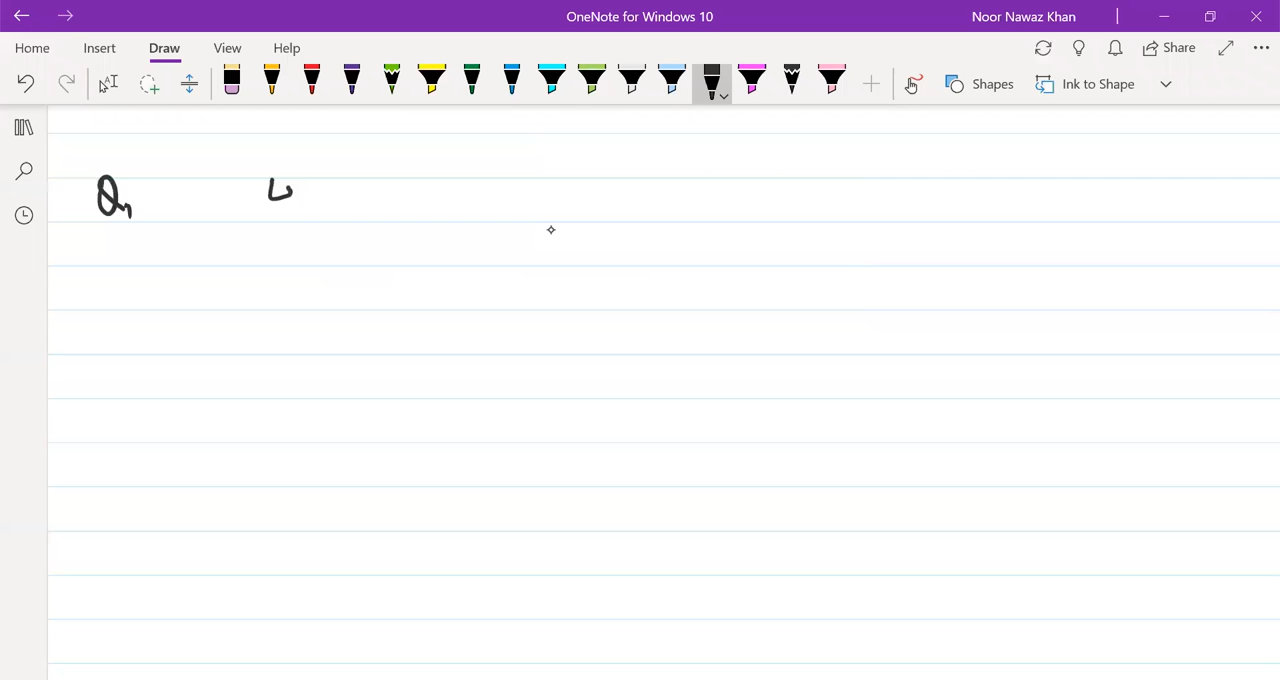 OneNote for Windows 10
Noor Nawaz Khan
Home Insert Draw View Help
Share
Shapes
Ink to Shape
Q1